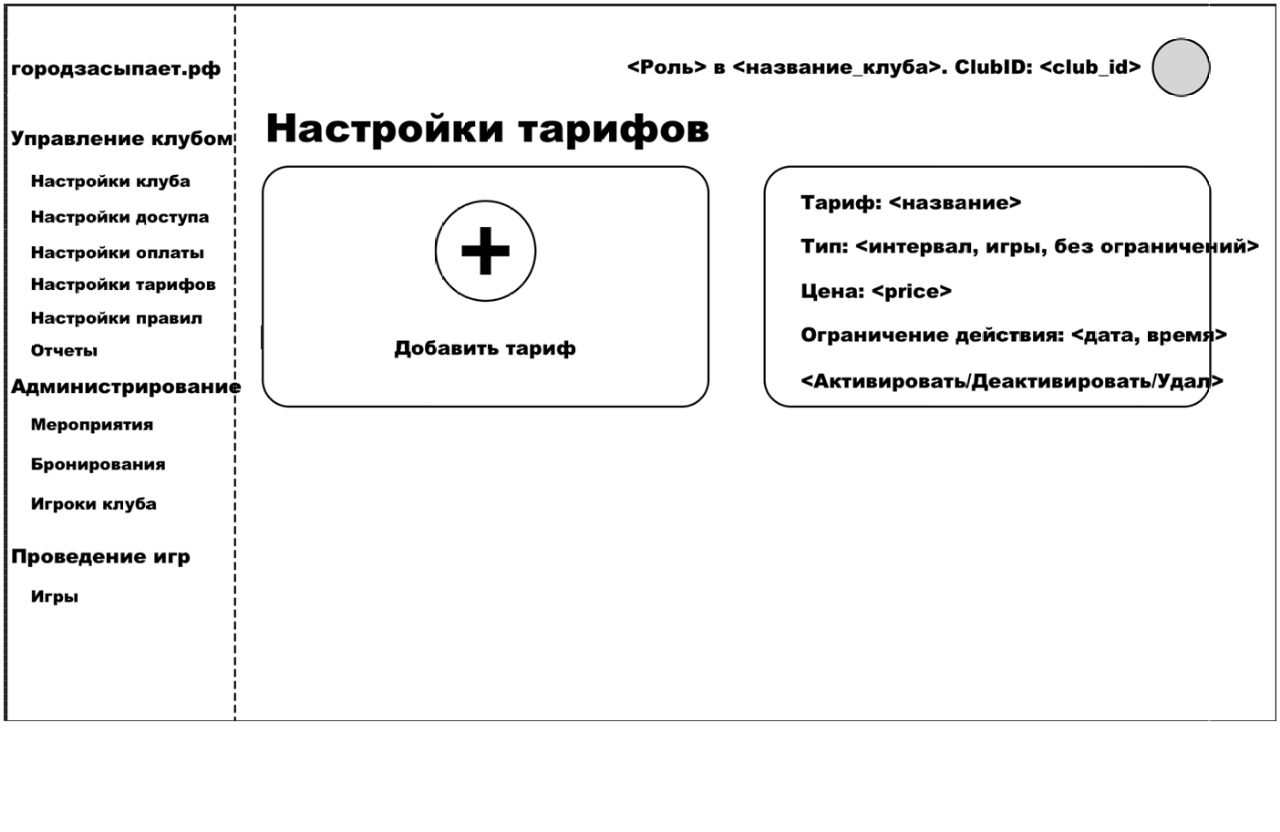 городзасыпает.рф
<Роль> в <название_клуба>. ClubID: <club_id>
Управление клубом
Настройки клуба
Настройки доступа
Настройки оплаты
Настройки тарифов
Настройки правил
Отчеты
Администрирование
Мероприятия
Бронирования
Игроки клуба
Проведение игр
Игры
Настройки тарифов
+
Добавить тариф
Тариф: <название>
Тип: <интервал, игры, без ограничений>
Цена: <price>
Ограничение действия: <дата, время>
<Активировать/Деактивировать/Удал>